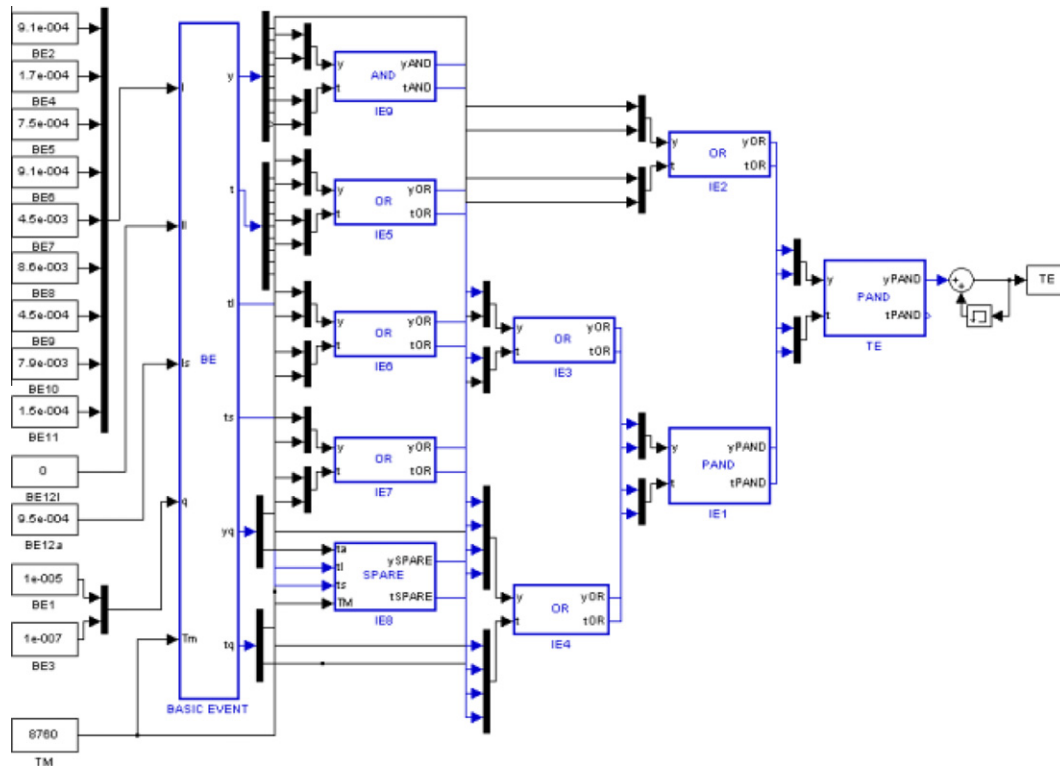 9.1e-004
BE2
1.7e-004
BE4
7.5e-004
BE5
9.1e-004
BE6
4.5e-003
BE7
8.6e-003
BE8
4.5e-004
BE9
7.9e-003
BE10
1.5e-004
BE11
0
BE12l
9.5e-004
BE12a
1e-005
BE1
1e-007
BE3
8760
TM
l
ll
ls
q
Tm
BE
y
t
tl
ts
yq
tq
BASIC EVENT
y
t
AND
yAND
tAND
IE9
y
t
OR
yOR
tOR
IE5
y
t
OR
yOR
tOR
IE6
y
t
OR
yOR
tOR
IE7
ta
tl
ts
TM
SPARE
ySPARE
tSPARE
IE8
y
t
OR
yOR
tOR
IE3
y
t
OR
yOR
tOR
IE4
y
t
OR
yOR
tOR
IE2
y
t
PAND
yPAND
tPAND
IE1
y
t
PAND
yPAND
tPAND
TE
+
+
TE